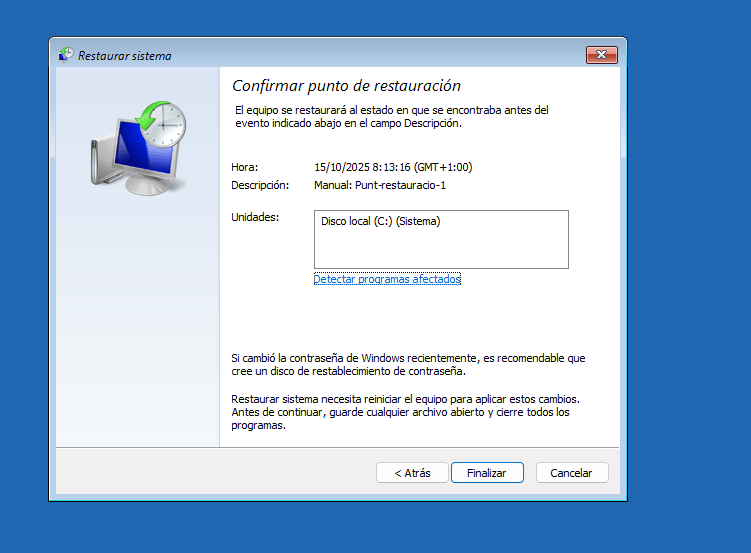 Restaurar sistema
Confirmar punto de restauración
El equipo se restaurará al estado en que se encontraba antes del
evento indicado abajo en el campo Descripción.
Hora: 15/10/2025 8:13:16 (GMT+1:00)
Descripción: Manual: Punt-restauracio-1
Unidades: Disco local (C:) (Sistema)
Detectar programas afectados
Si cambió la contraseña de Windows recientemente, es recomendable que
cree un disco de restablecimiento de contraseña.
Restaurar sistema necesita reiniciar el equipo para aplicar estos cambios.
Antes de continuar, guarde cualquier archivo abierto y cierre todos los
programas.
< Atrás Finalizar Cancelar